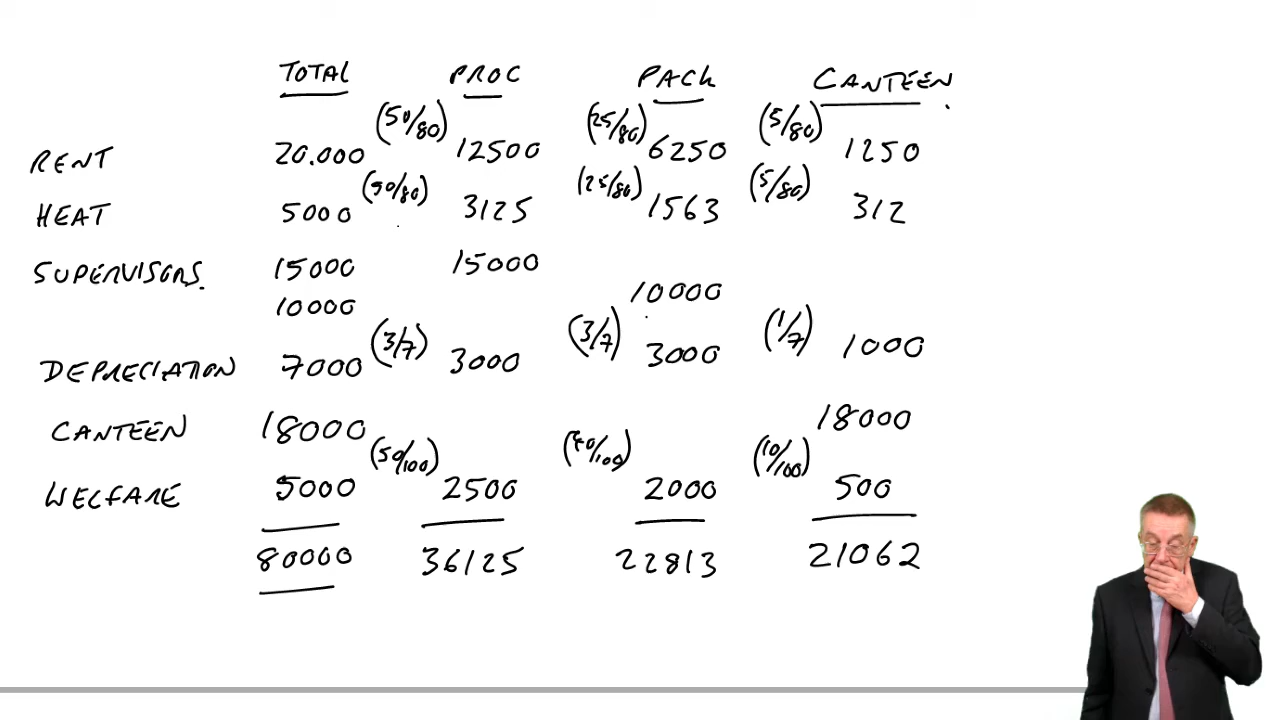 TOTAL PROC PACK CANTEEN
RENT 20.000 (50/80) 12500 (25/80) 6250 (5/80) 1250
HEAT 5000 (50/80) 3125 (25/80) 1563 (5/80) 312
SUPERVISORS 15000 15000
10000 10000
DEPRECIATION 7000 (3/7) 3000 (3/7) 3000 (1/7) 1000
CANTEEN 18000 18000
WELFARE 5000 (50/100) 2500 (40/100) 2000 (10/100) 500
80000 36125 22813 21062